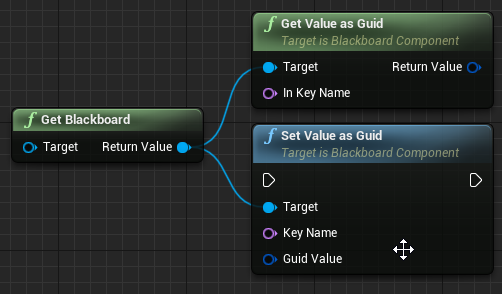 f Get Blackboard
Target Return Value
f Get Value as Guid
Target is Blackboard Component
Target Return Value
In Key Name
f Set Value as Guid
Target is Blackboard Component
Target
Key Name
Guid Value